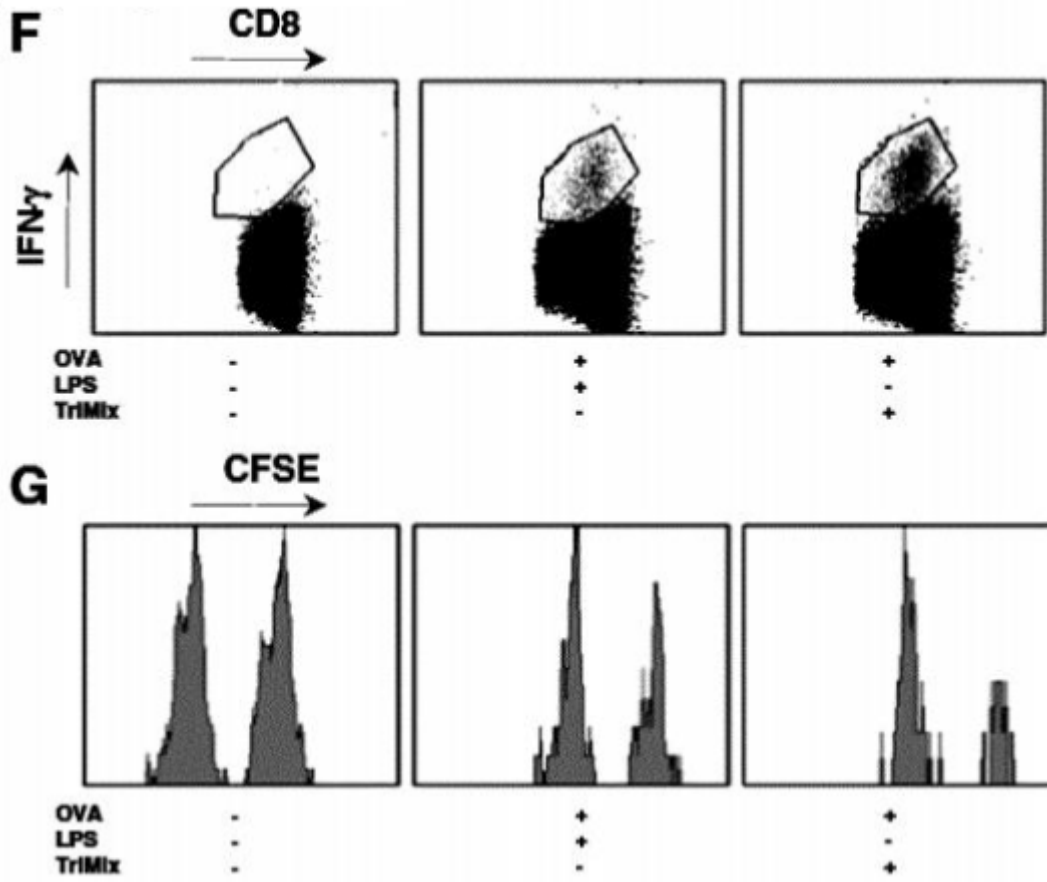 F
CD8
IFN-γ
OVA - + +
LPS - + -
TriMix - - +
G
CFSE
OVA - + +
LPS - + -
TriMix - - +